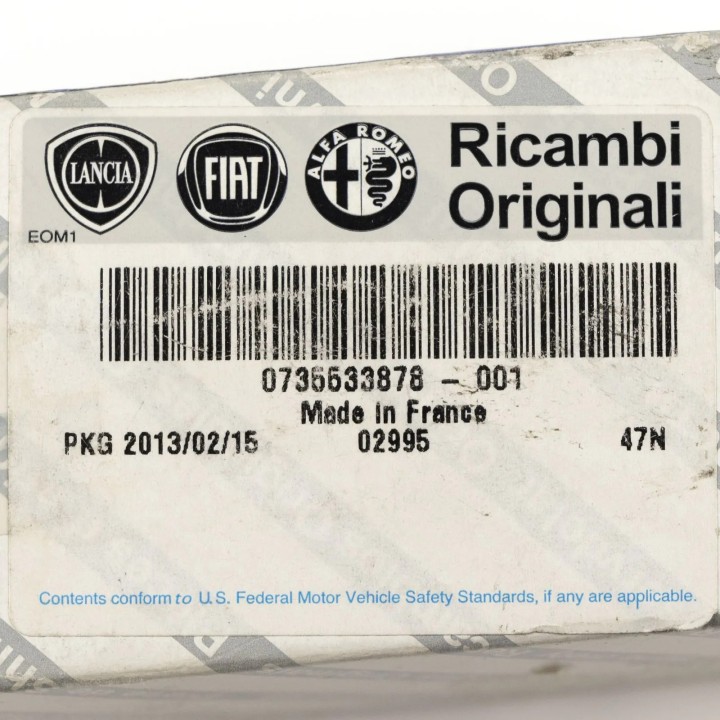 LANCIA FIAT ALFA ROMEO Ricambi
Originali
EOM1
0735533878 - 001
Made in France
PKG 2013/02/15 02995 47N
Contents conform to U.S. Federal Motor Vehicle Safety Standards, if any are applicable.